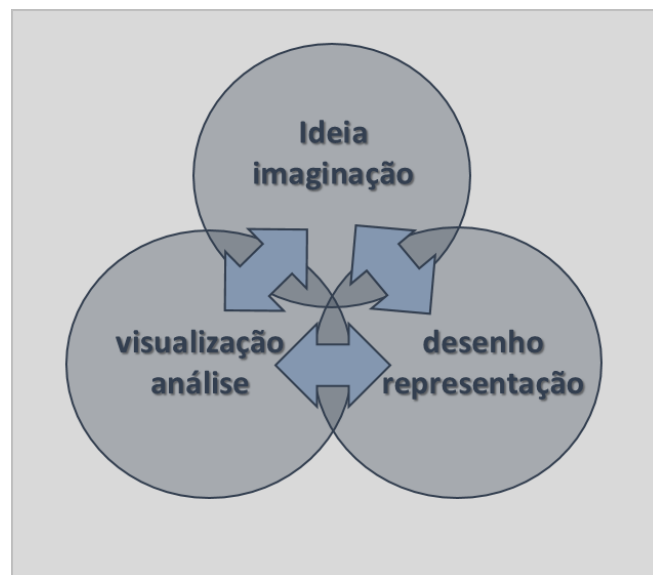 Ideia
imaginação
visualização
análise
desenho
representação